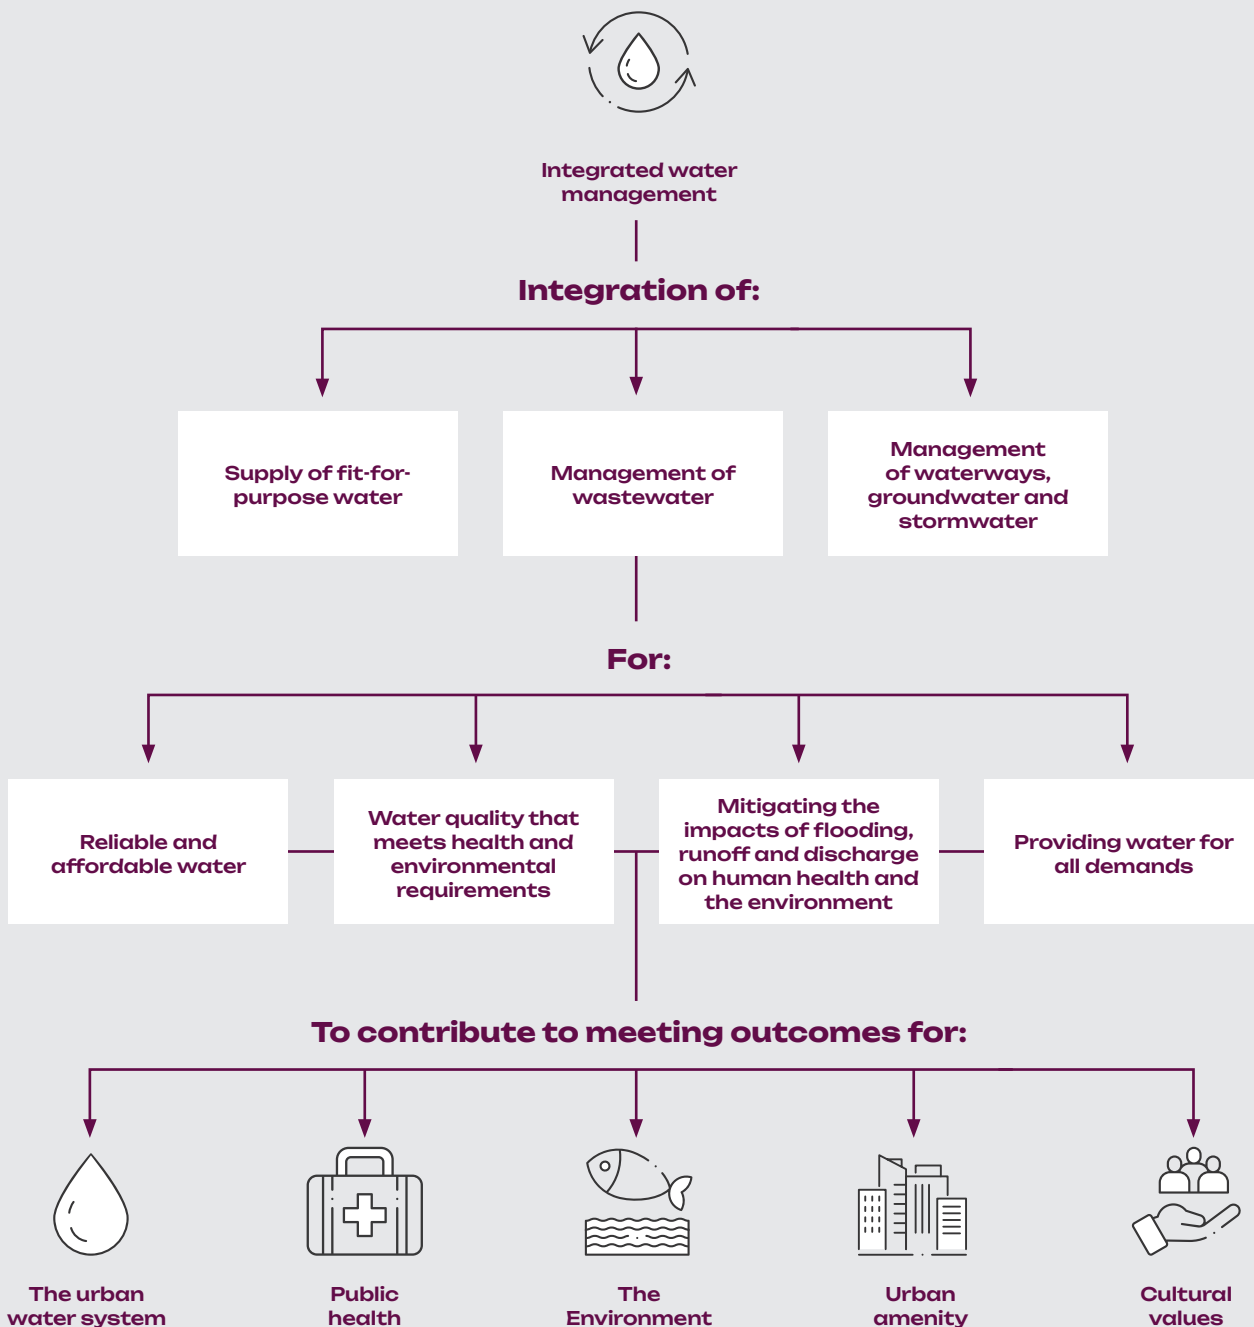 Integrated water
management
Integration of:
Supply of fit-for-
purpose water
Management of
wastewater
Management
of waterways,
groundwater and
stormwater
For:
Reliable and
affordable water
Water quality that
meets health and
environmental
requirements
Mitigating the
impacts of flooding,
runoff and discharge
on human health and
the environment
Providing water for
all demands
To contribute to meeting outcomes for:
The urban
water system
Public
health
The
Environment
Urban
amenity
Cultural
values